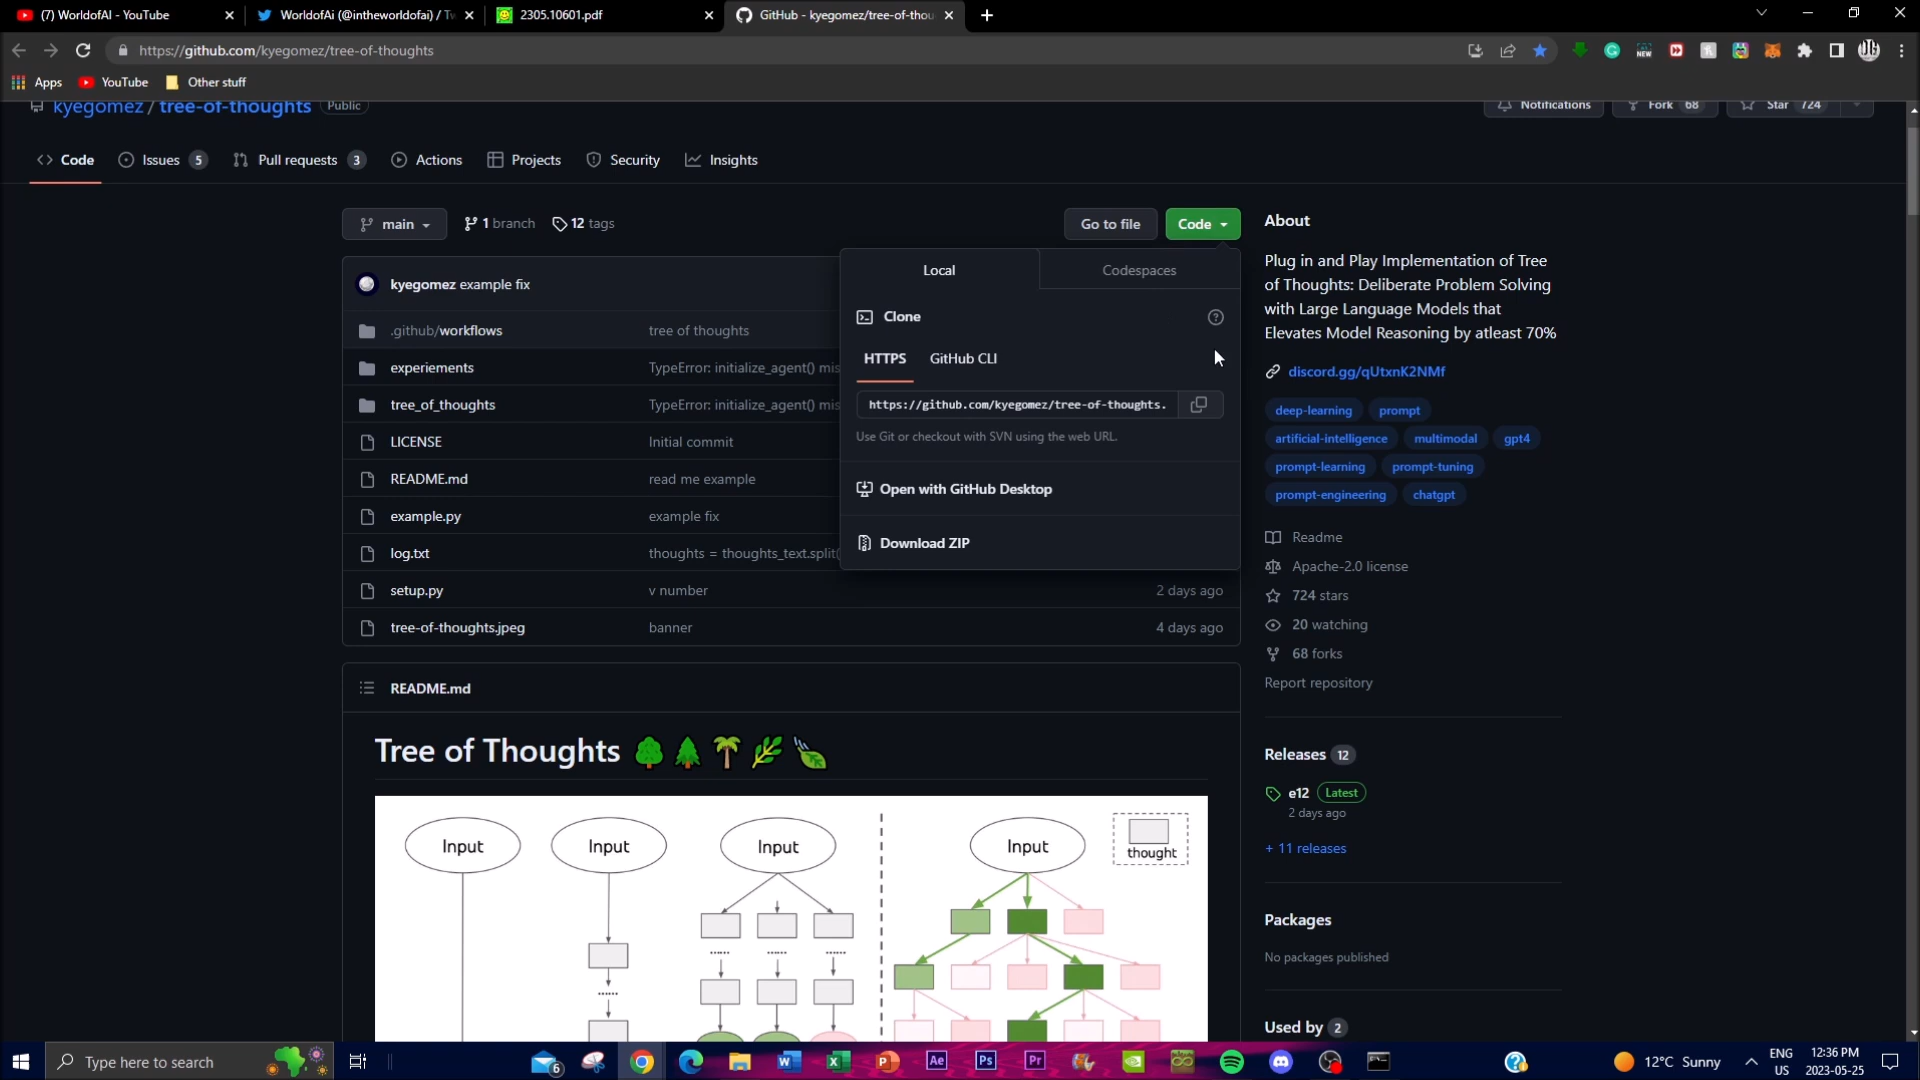 (7) WorldofAI - YouTube
WorldofAi (@intheworldofai) / Tw
2305.10601.pdf
GitHub - kyegomez/tree-of-thou
https://github.com/kyegomez/tree-of-thoughts
NEW
Apps
YouTube
Other stuff
kyegomez / tree-of-thoughts Public
Notifications
Fork 68
Star 724
Code
Issues 5
Pull requests 3
Actions
Projects
Security
Insights
main
1 branch
12 tags
Go to file
Code
kyegomez example fix
.github/workflows tree of thoughts
experiements TypeError: initialize_agent() mis
tree_of_thoughts TypeError: initialize_agent() mis
LICENSE Initial commit
README.md read me example
example.py example fix
log.txt thoughts = thoughts_text.split(
setup.py v number 2 days ago
tree-of-thoughts.jpeg banner 4 days ago
Local
Codespaces
Clone
HTTPS
GitHub CLI
https://github.com/kyegomez/tree-of-thoughts.
Use Git or checkout with SVN using the web URL.
Open with GitHub Desktop
Download ZIP
README.md
Tree of Thoughts
Input
Input
Input
Input
thought
......
......
......
......
......
About
Plug in and Play Implementation of Tree
of Thoughts: Deliberate Problem Solving
with Large Language Models that
Elevates Model Reasoning by atleast 70%
discord.gg/qUtxnK2NMf
deep-learning prompt
artificial-intelligence multimodal gpt4
prompt-learning prompt-tuning
prompt-engineering chatgpt
Readme
Apache-2.0 license
724 stars
20 watching
68 forks
Report repository
Releases 12
e12 Latest
2 days ago
+ 11 releases
Packages
No packages published
Used by 2
Type here to search
6
W
X
P
Ae
Ps
Pr
12°C Sunny
ENG
US
12:36 PM
2023-05-25